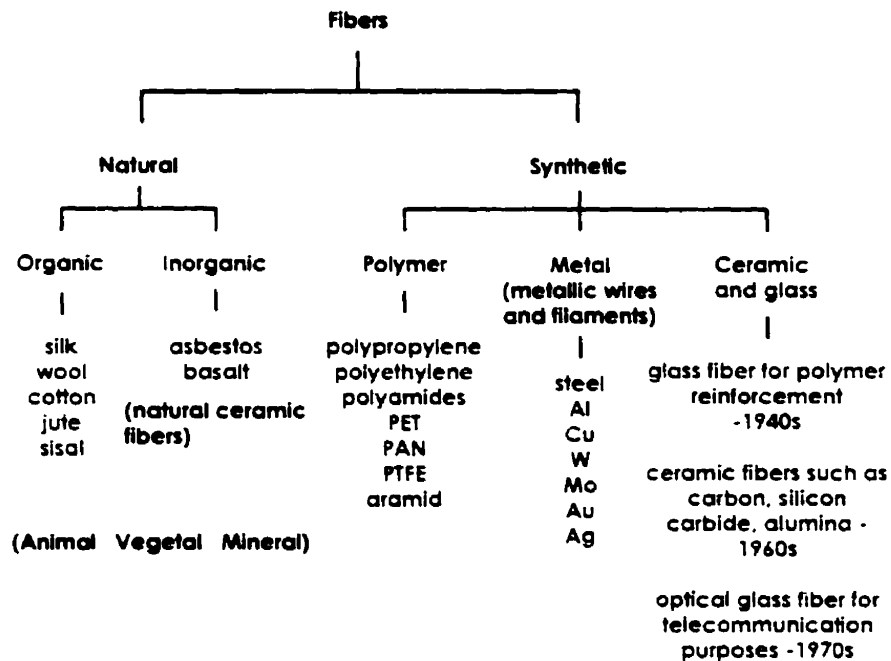 Fibers
Natural
Synthetic
Organic
Inorganic
Polymer
Metal
(metallic wires
and filaments)
Ceramic
and glass
silk
wool
cotton
jute
sisal
asbestos
basalt
(natural ceramic
fibers)
(Animal Vegetal Mineral)
polypropylene
polyethylene
polyamides
PET
PAN
PTFE
aramid
steel
Al
Cu
W
Mo
Au
Ag
glass fiber for polymer
reinforcement
-1940s
ceramic fibers such as
carbon, silicon
carbide, alumina -
1960s
optical glass fiber for
telecommunication
purposes -1970s